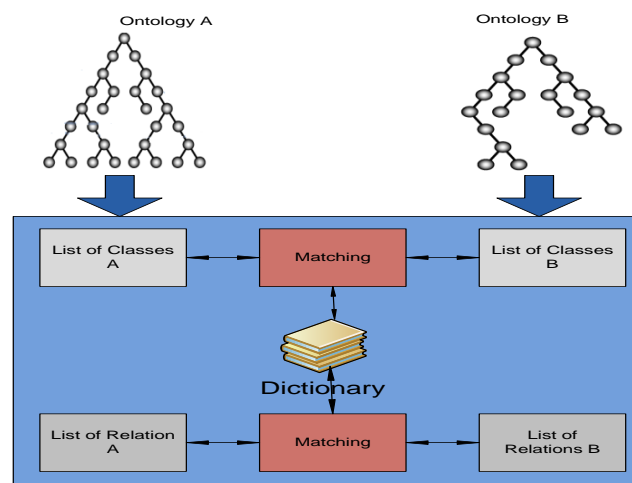 Ontology A
Ontology B
List of Classes
A
Matching
List of Classes
B
Dictionary
List of Relation
A
Matching
List of
Relations B